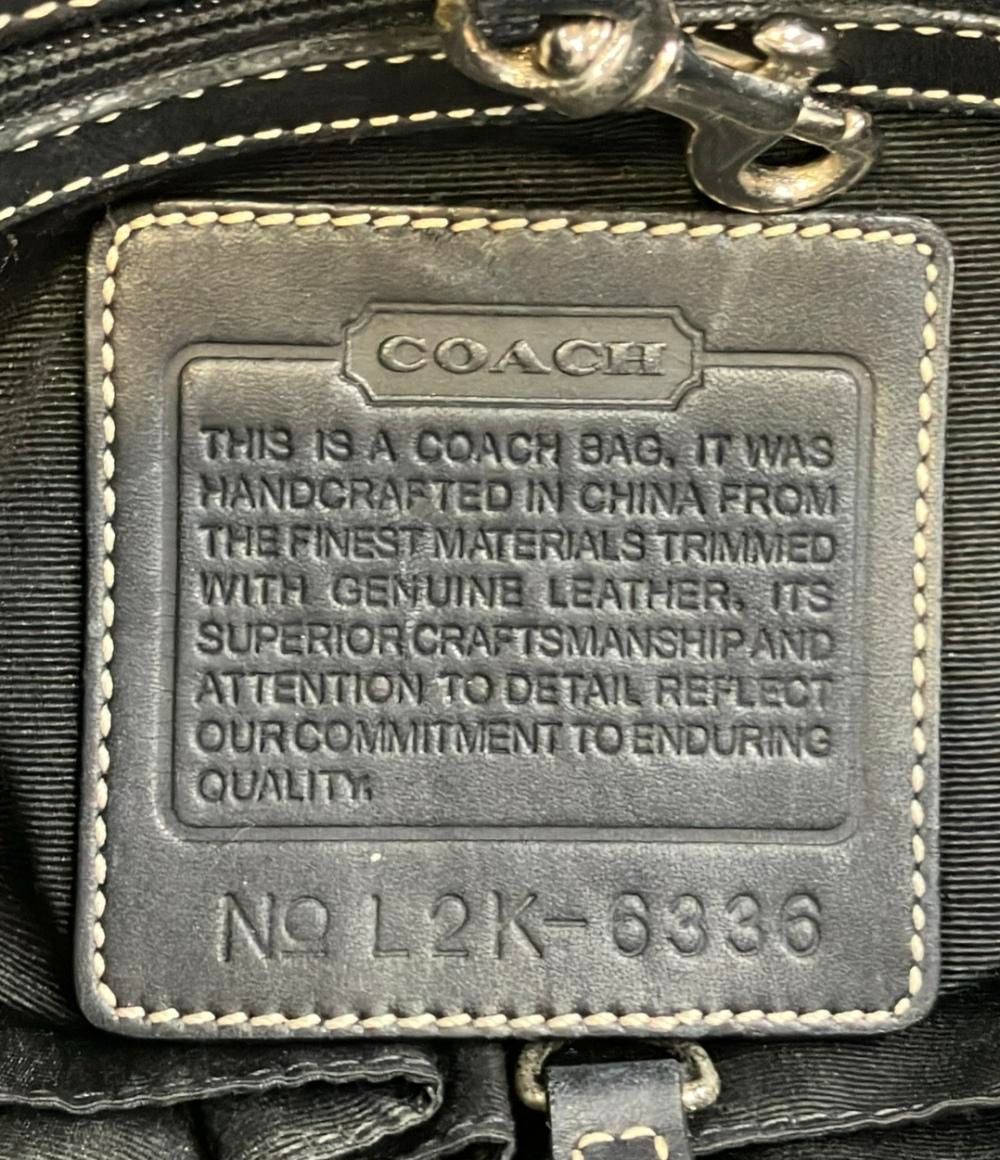 COACH
THIS IS A COACH BAG. IT WAS
HANDCRAFTED IN CHINA FROM
THE FINEST MATERIALS TRIMMED
WITH GENUINE LEATHER. ITS
SUPERIOR CRAFTSMANSHIP AND
ATTENTION TO DETAIL REFLECT
OUR COMMITMENT TO ENDURING
QUALITY.
Nº L2K-6336